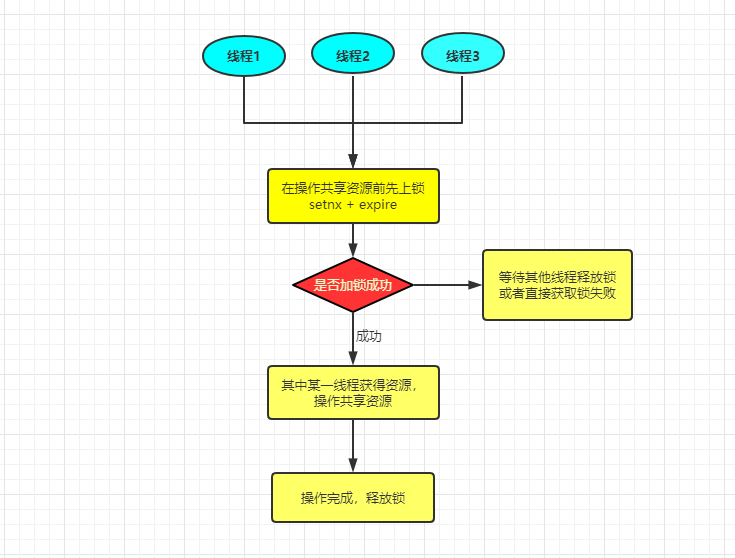 线程1
线程2
线程3
在操作共享资源前先上锁
setnx + expire
是否加锁成功
等待其他线程释放锁
或者直接获取锁失败
成功
其中某一线程获得资源，
操作共享资源
操作完成，释放锁